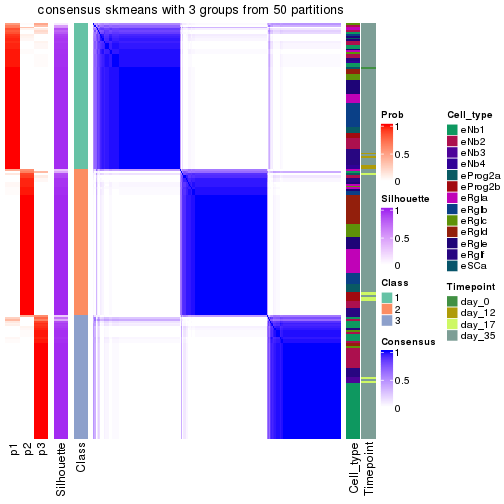 consensus skmeans with 3 groups from 50 partitions
Prob
1
0.5
0
Silhouette
1
0.5
0
Class
1
2
3
Consensus
1
0.5
0
Cell_type
eNb1
eNb2
eNb3
eNb4
eProg2a
eProg2b
eRgla
eRglb
eRglc
eRgld
eRgle
eRglf
eSCa
Timepoint
day_0
day_12
day_17
day_35
p1
p2
p3
Silhouette
Class
Cell_type
Timepoint